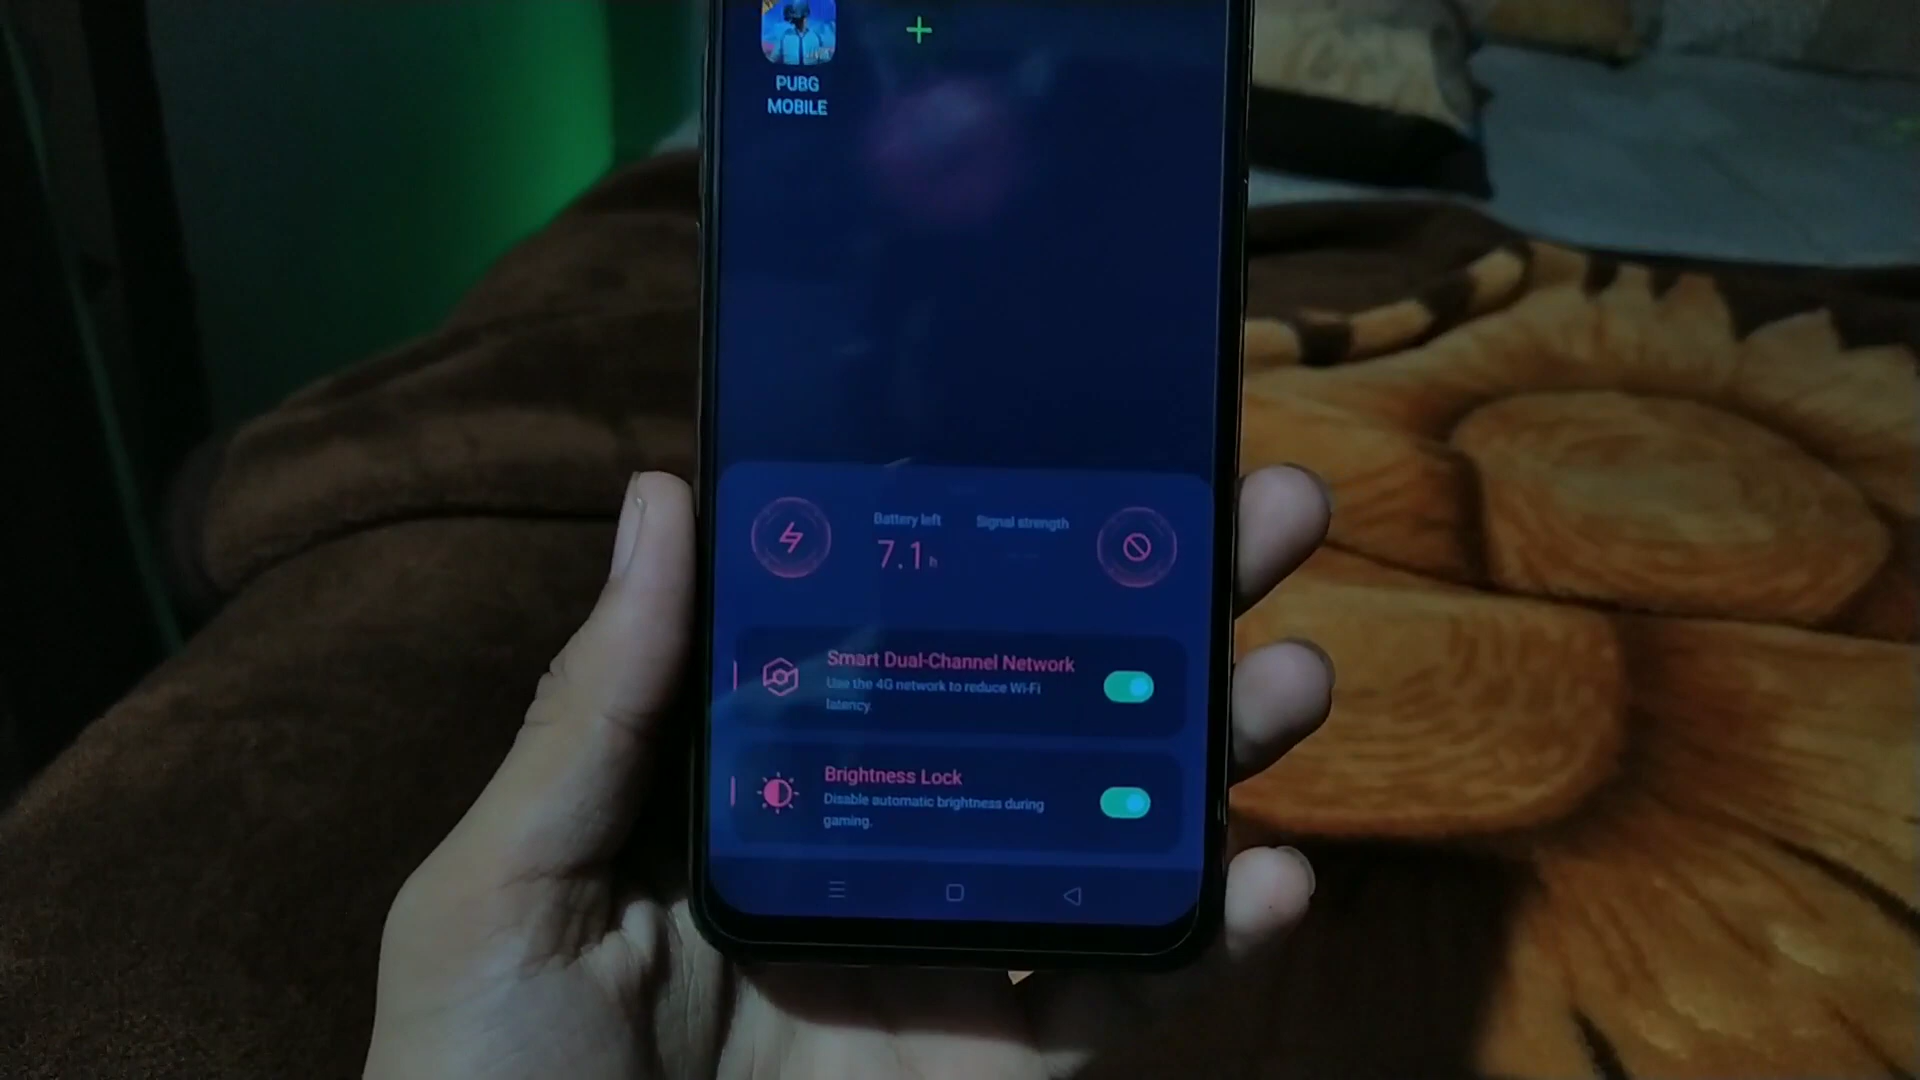 PUBG
MOBILE
Battery left
Signal strength
7.1 h
-- --
Smart Dual-Channel Network
Use the 4G network to reduce Wi-Fi
latency.
Brightness Lock
Disable automatic brightness during
gaming.